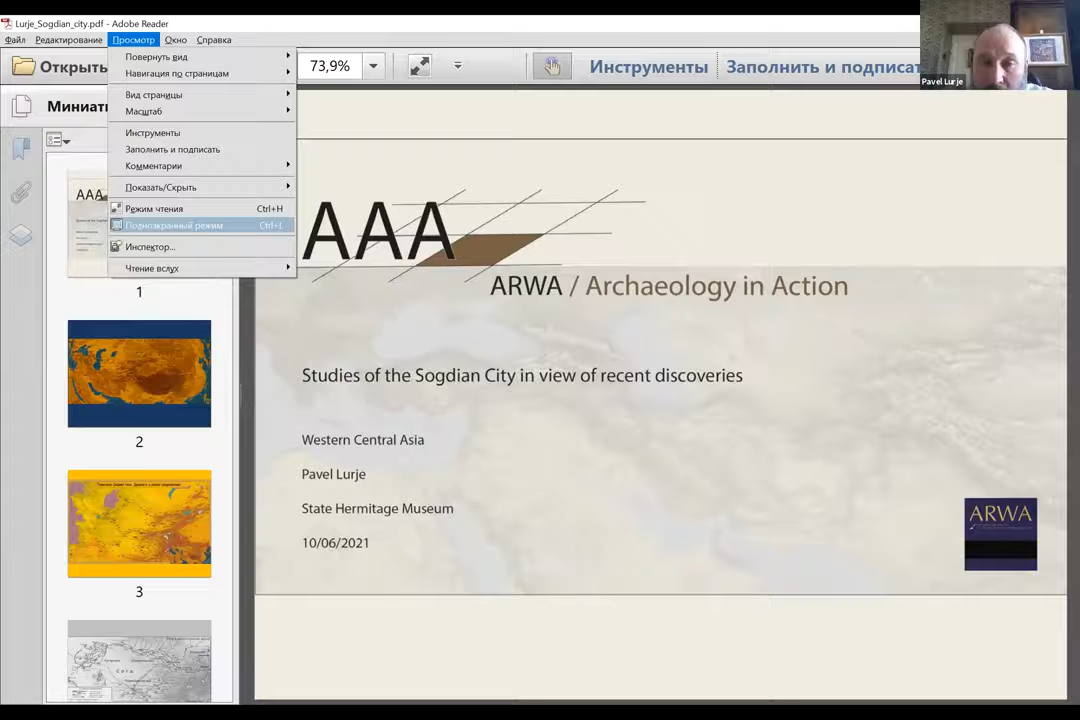 Lurje_Sogdian_city.pdf - Adobe Reader
Файл Редактирование Просмотр Окно Справка
Открыть
73,9%
Инструменты
Заполнить и подписат
Pavel Lurje
Миниат
Повернуть вид
Навигация по страницам
Вид страницы
Масштаб
Инструменты
Заполнить и подписать
Комментарии
Показать/Скрыть
Режим чтения Ctrl+H
Полноэкранный режим Ctrl+L
Инспектор...
Чтение вслух
AAA
1
2
3
AAA
ARWA / Archaeology in Action
Studies of the Sogdian City in view of recent discoveries
Western Central Asia
Pavel Lurje
State Hermitage Museum
10/06/2021
ARWA